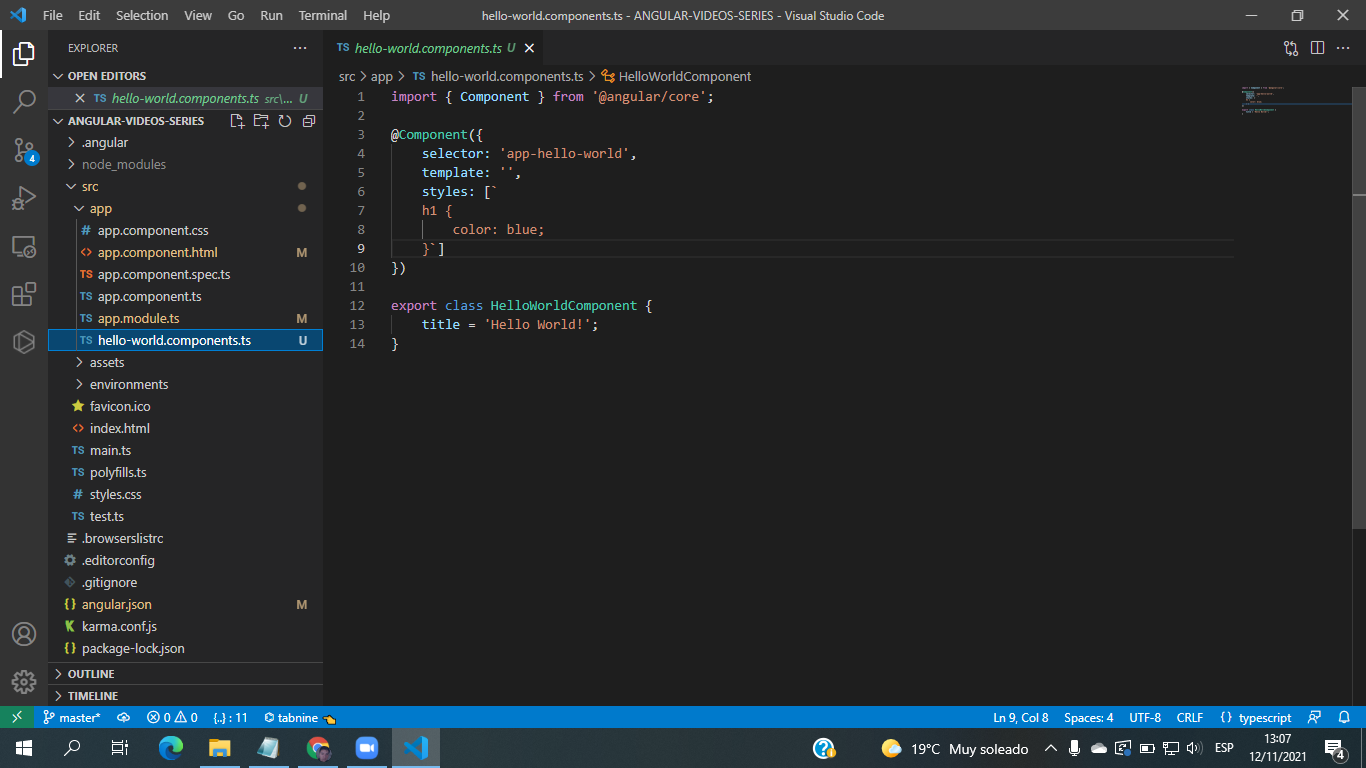 File Edit Selection View Go Run Terminal Help
hello-world.components.ts - ANGULAR-VIDEOS-SERIES - Visual Studio Code
EXPLORER
OPEN EDITORS
TS hello-world.components.ts src\... U
ANGULAR-VIDEOS-SERIES
.angular
node_modules
src
app
# app.component.css
<> app.component.html M
TS app.component.spec.ts
TS app.component.ts
TS app.module.ts M
TS hello-world.components.ts U
assets
environments
favicon.ico
<> index.html
TS main.ts
TS polyfills.ts
# styles.css
TS test.ts
.browserslistrc
.editorconfig
.gitignore
{} angular.json M
karma.conf.js
{} package-lock.json
OUTLINE
TIMELINE
4
TS hello-world.components.ts U
src > app > TS hello-world.components.ts > HelloWorldComponent
1 import { Component } from '@angular/core';
2
3 @Component({
4 selector: 'app-hello-world',
5 template: '',
6 styles: [`
7 h1 {
8 color: blue;
9 }`]
10 })
11
12 export class HelloWorldComponent {
13 title = 'Hello World!';
14 }
master* 0 0 {..} : 11 tabnine
Ln 9, Col 8 Spaces: 4 UTF-8 CRLF {} typescript
19°C Muy soleado ESP 13:07
12/11/2021 4